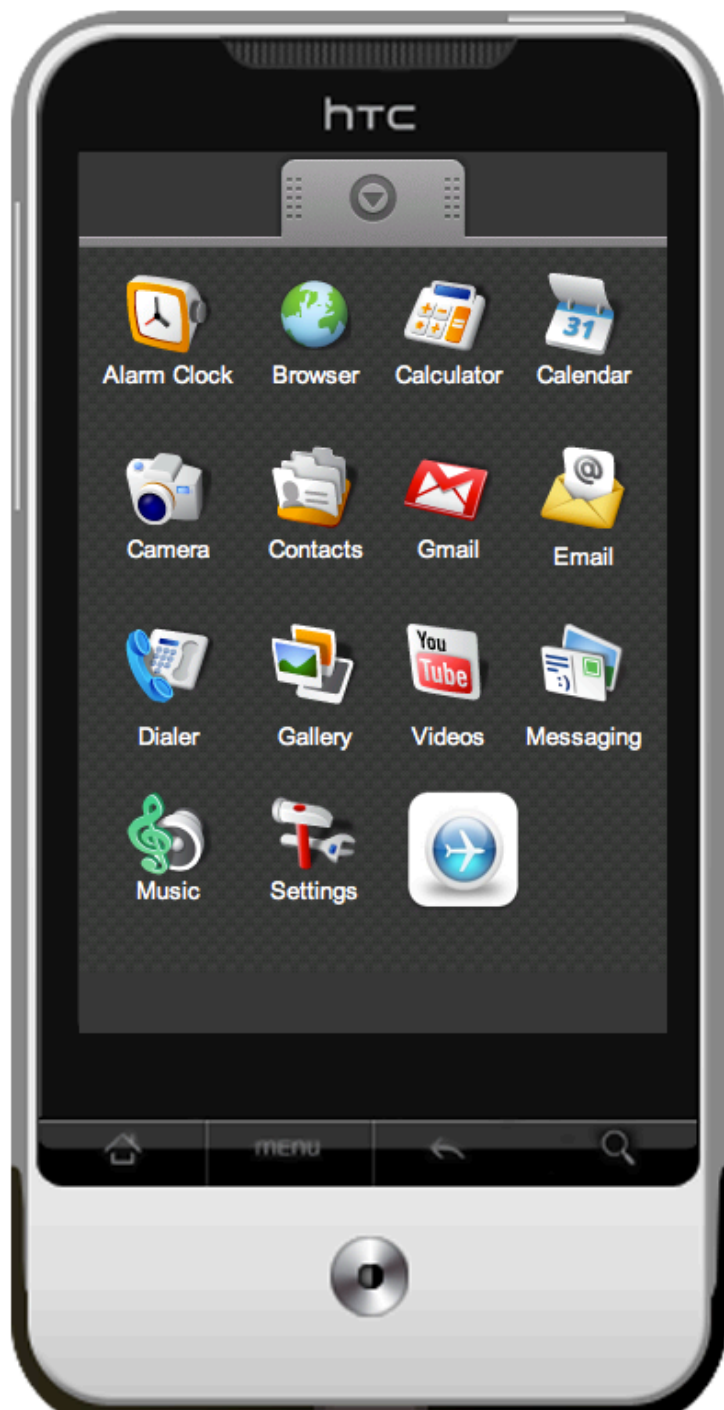 hTC
Alarm Clock Browser Calculator Calendar
31
Camera Contacts Gmail Email
@
Dialer Gallery Videos Messaging
You
Tube
:)
Music Settings
MENU